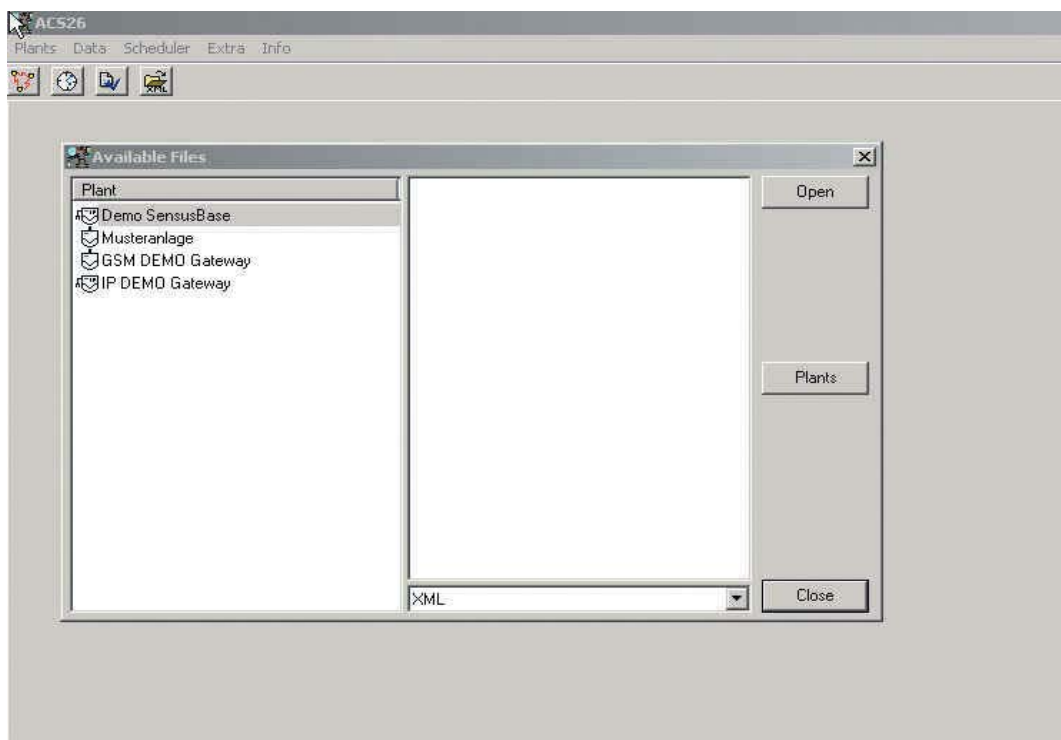 ACS26
Plants Data Scheduler Extra Info
XML
Available Files
Plant
Demo SensusBase
Musteranlage
GSM DEMO Gateway
IP DEMO Gateway
XML
Open
Plants
Close